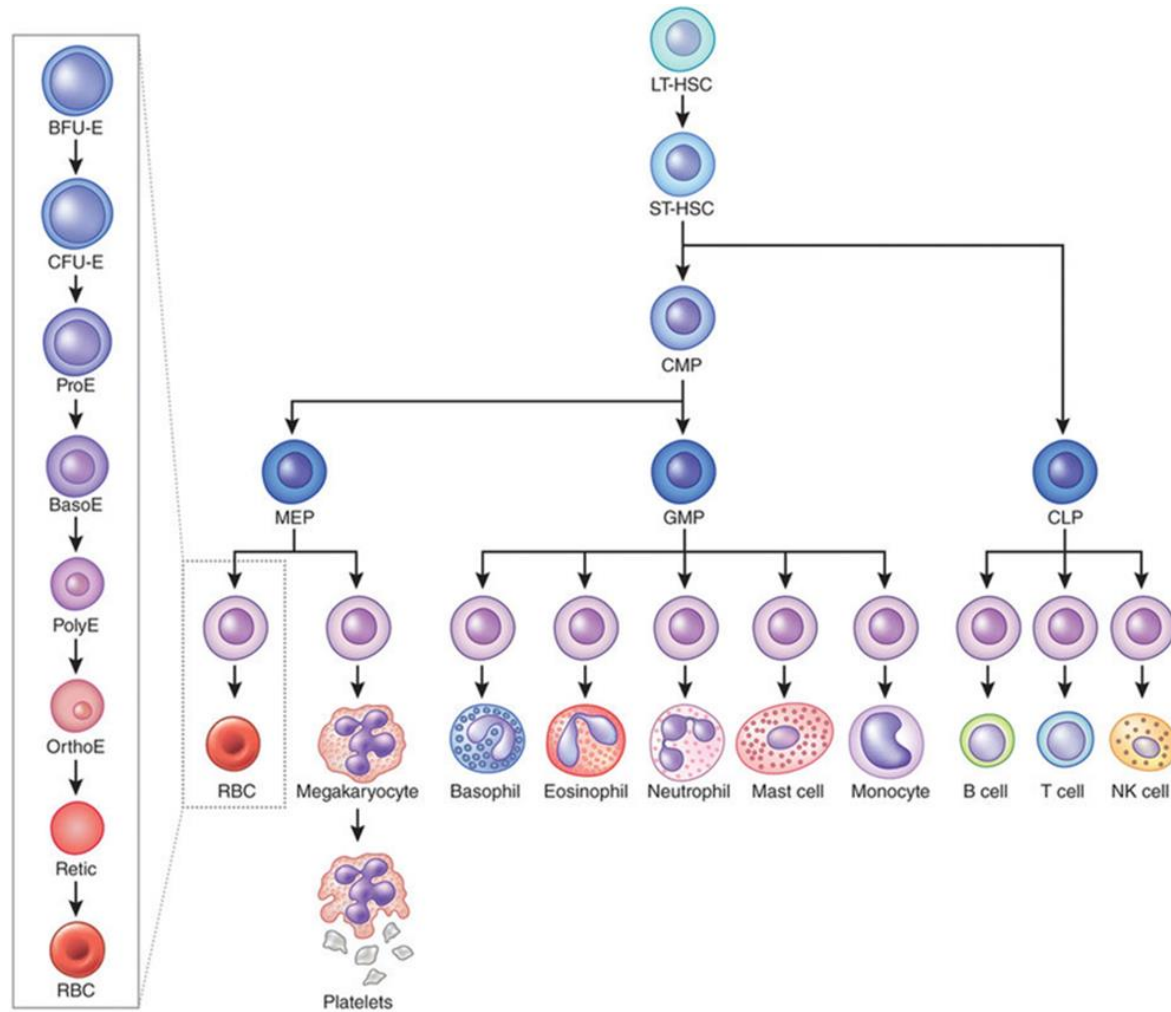 LT-HSC
ST-HSC
CMP
MEP
GMP
CLP
RBC
Megakaryocyte
Basophil
Eosinophil
Neutrophil
Mast cell
Monocyte
B cell
T cell
NK cell
Platelets
BFU-E
CFU-E
ProE
BasoE
PolyE
OrthoE
Retic
RBC